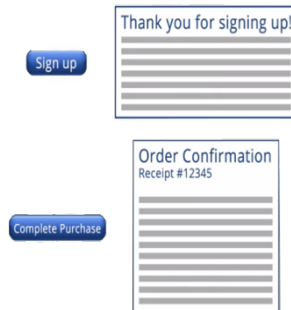 Thank you for signing up!
Sign up
Order Confirmation
Receipt #12345
Complete Purchase